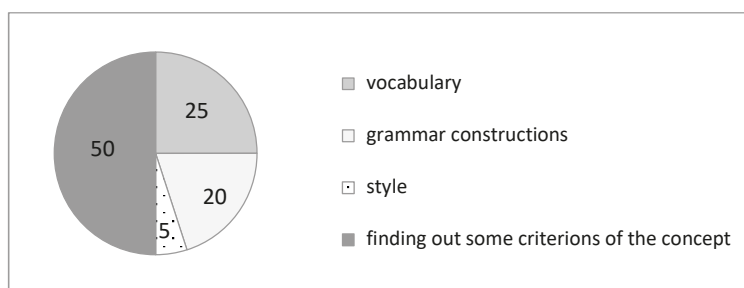 25
50
20
5
vocabulary
grammar constructions
style
finding out some criterions of the concept